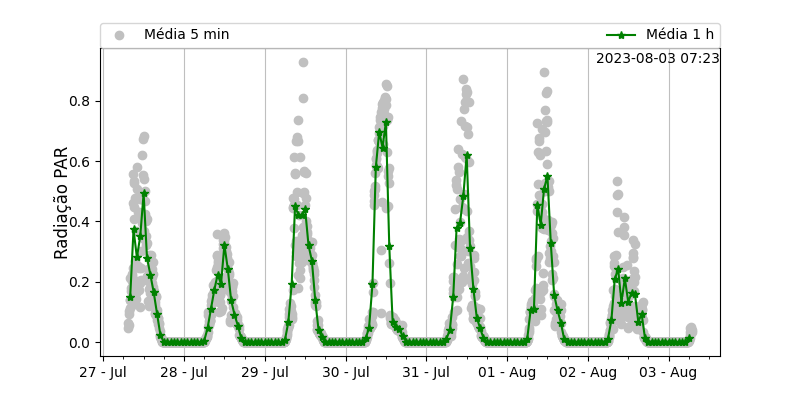 Média 5 min
Média 1 h
2023-08-03 07:23
Radiação PAR
0.8
0.6
0.4
0.2
0.0
27 - Jul
28 - Jul
29 - Jul
30 - Jul
31 - Jul
01 - Aug
02 - Aug
03 - Aug